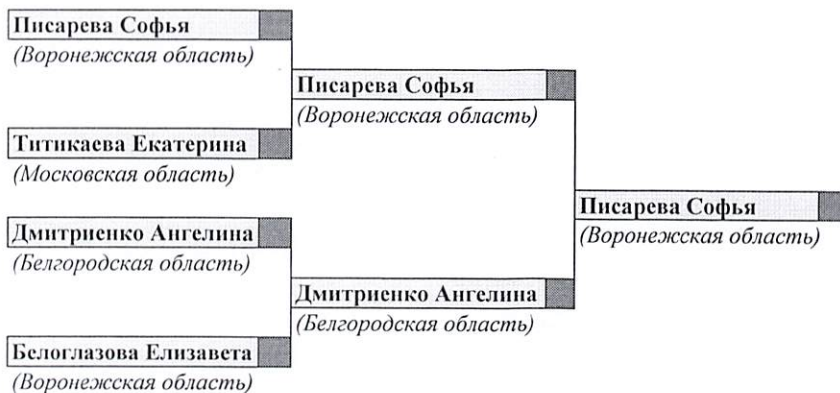 Писарева Софья
(Воронежская область)
Писарева Софья
(Воронежская область)
Титикаева Екатерина
(Московская область)
Писарева Софья
(Воронежская область)
Дмитриенко Ангелина
(Белгородская область)
Дмитриенко Ангелина
(Белгородская область)
Белоглазова Елизавета
(Воронежская область)